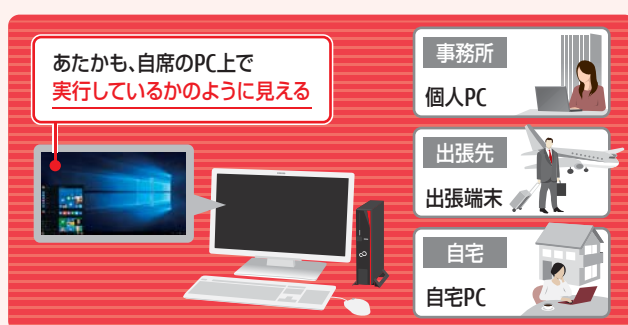 あたかも、自席のPC上で
実行しているかのように見える
事務所
個人PC
出張先
出張端末
自宅
自宅PC